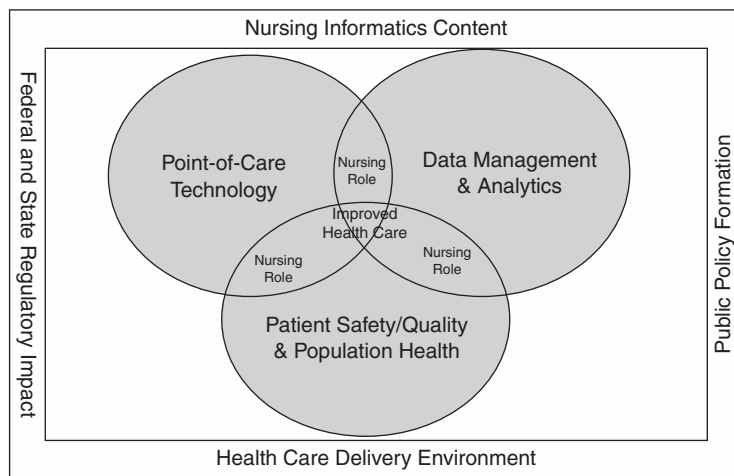 Nursing Informatics Content
Federal and State Regulatory Impact
Point-of-Care
Technology
Nursing
Role
Data Management
& Analytics
Improved
Health Care
Nursing
Role
Nursing
Role
Patient Safety/Quality
& Population Health
Public Policy Formation
Health Care Delivery Environment